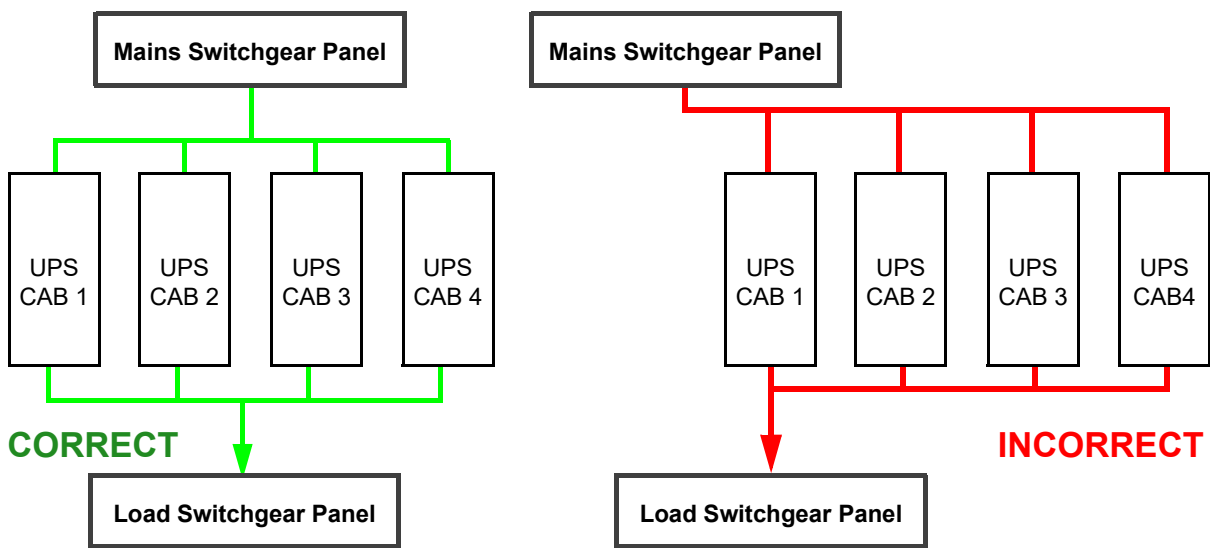 Mains Switchgear Panel
Mains Switchgear Panel
UPS
CAB 1
UPS
CAB 2
UPS
CAB 3
UPS
CAB 4
UPS
CAB 1
UPS
CAB 2
UPS
CAB 3
UPS
CAB4
CORRECT
INCORRECT
Load Switchgear Panel
Load Switchgear Panel